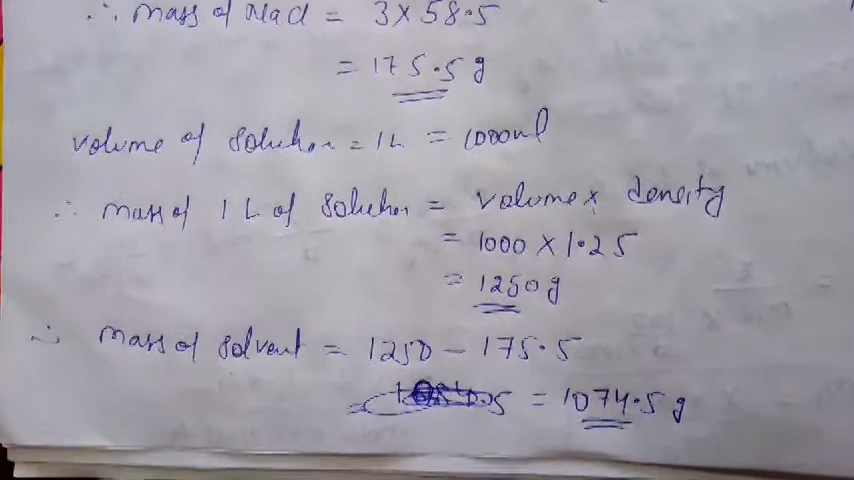 ∴ mass of NaCl = 3 × 58.5
= 175.5 g
volume of solution = 1L = 1000ml
∴ mass of 1 L of solution = volume × density
= 1000 × 1.25
= 1250 g
∴ mass of solvent = 1250 - 175.5
= 1074.5 g